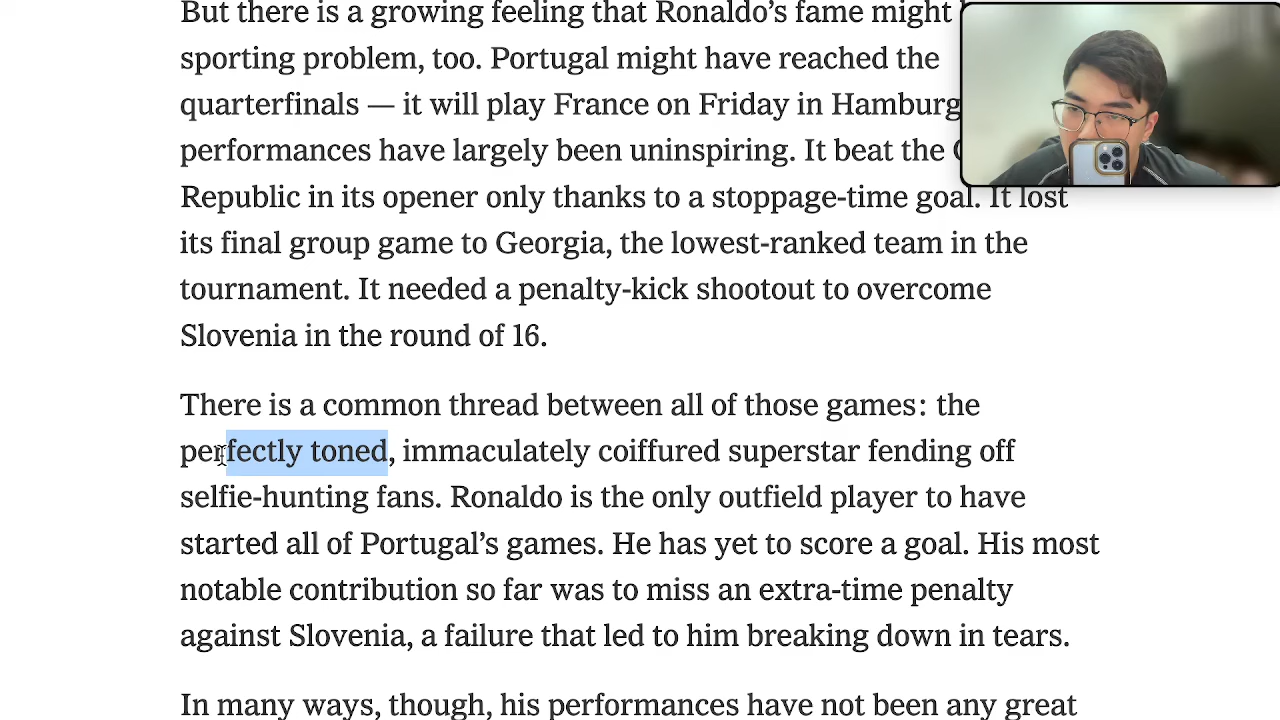 But there is a growing feeling that Ronaldo’s fame might
sporting problem, too. Portugal might have reached the
quarterfinals — it will play France on Friday in Hamburg
performances have largely been uninspiring. It beat the
Republic in its opener only thanks to a stoppage-time goal. It lost
its final group game to Georgia, the lowest-ranked team in the
tournament. It needed a penalty-kick shootout to overcome
Slovenia in the round of 16.
There is a common thread between all of those games: the
perfectly toned, immaculately coiffured superstar fending off
selfie-hunting fans. Ronaldo is the only outfield player to have
started all of Portugal’s games. He has yet to score a goal. His most
notable contribution so far was to miss an extra-time penalty
against Slovenia, a failure that led to him breaking down in tears.
In many ways, though, his performances have not been any great